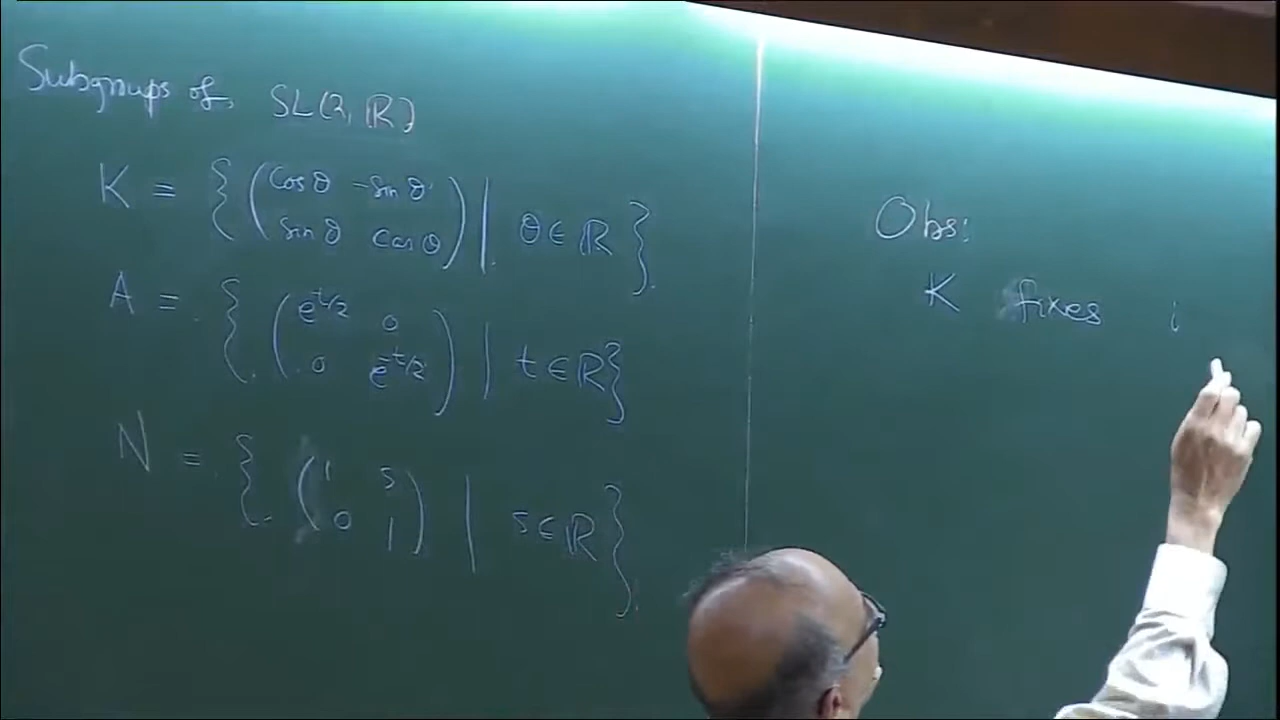 Subgroups of, SL(2, ℝ)
K ≡ { ( cos θ -sin θ
sin θ cos θ ) | θ ∈ ℝ }.
A = { ( e^{t/2} 0
0 e^{-t/2} ) | t ∈ ℝ }
N = { ( 1 s
0 1 ) | s ∈ ℝ }.
Obs:
K fixes i